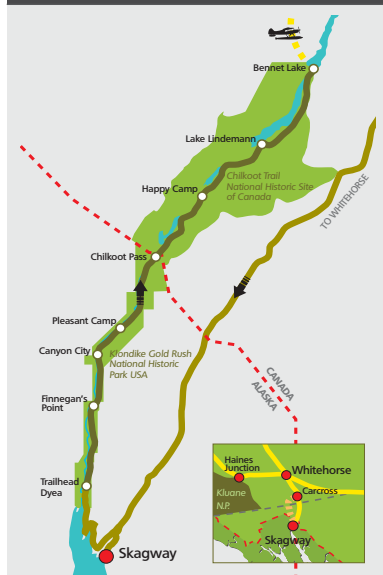 Bennet Lake
Lake Lindemann
Chilkoot Trail
National Historic Site
of Canada
Happy Camp
TO WHITEHORSE
Chilkoot Pass
Pleasant Camp
Canyon City
Klondike Gold Rush
National Historic
Park USA
Finnegan's
Point
CANADA
ALASKA
Trailhead
Dyea
Skagway
Haines
Junction
Whitehorse
Kluane
N.P.
Carcross
Skagway